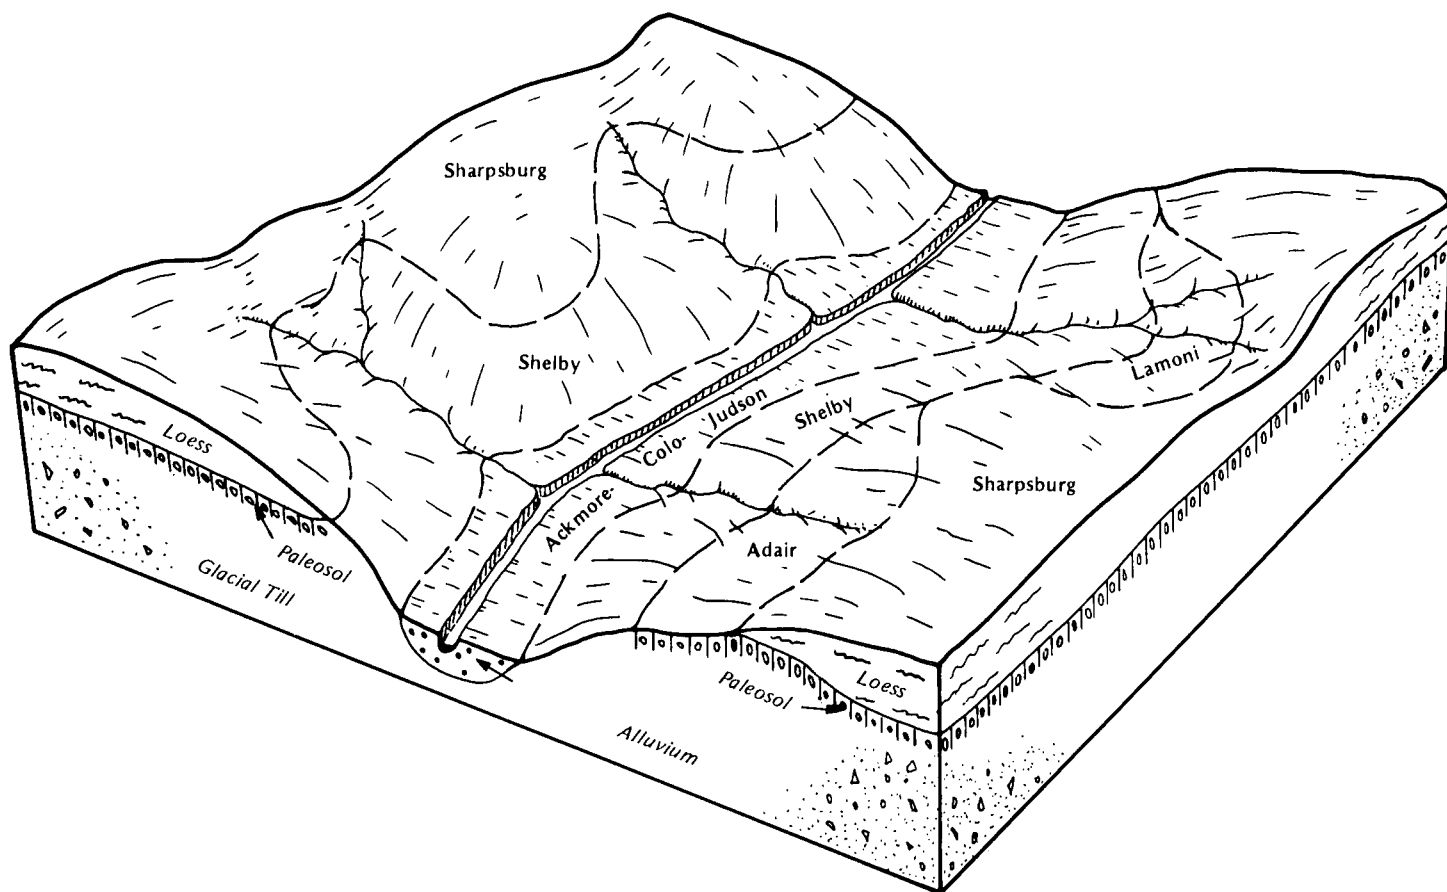 Sharpsburg
Shelby
Lamoni
Ackmore- Colo- Judson
Shelby
Sharpsburg
Adair
Loess
Paleosol
Glacial Till
Paleosol
Loess
Alluvium